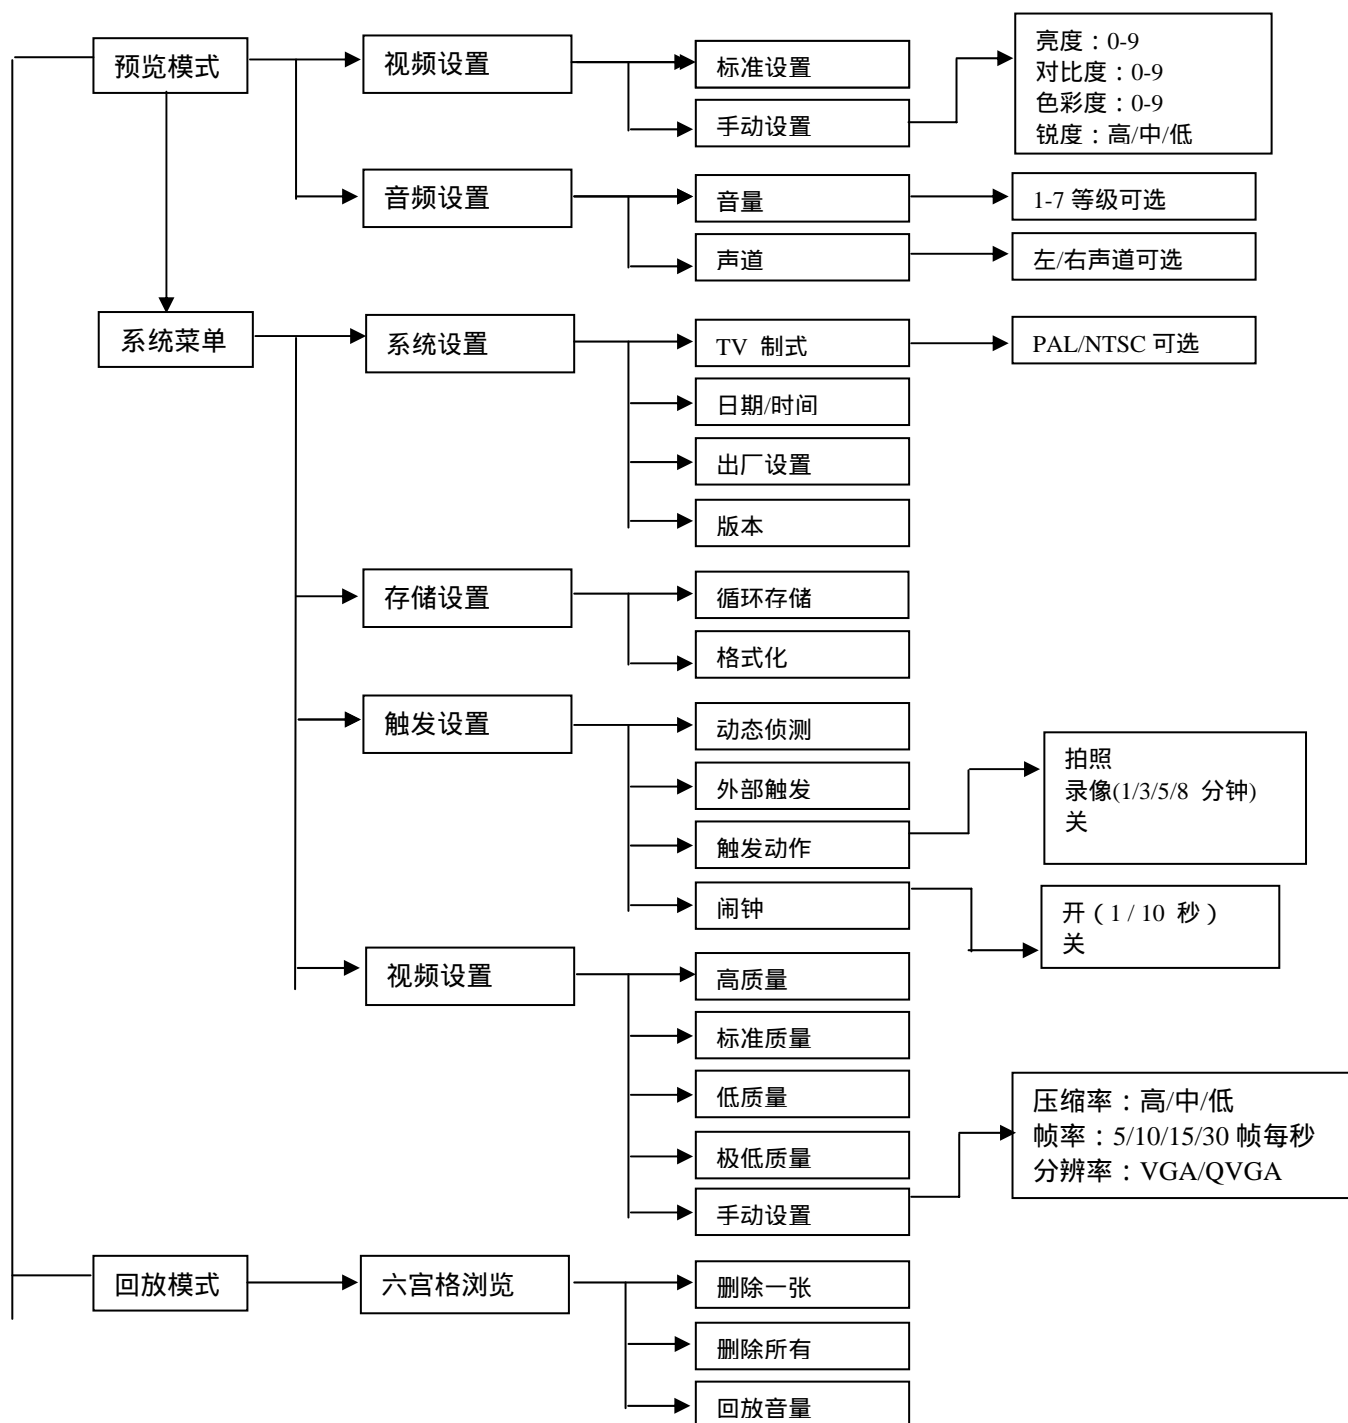 预览模式
视频设置
标准设置
手动设置
亮度：0-9
对比度：0-9
色彩度：0-9
锐度：高/中/低
音频设置
音量
1-7 等级可选
声道
左/右声道可选
系统菜单
系统设置
TV 制式
PAL/NTSC 可选
日期/时间
出厂设置
版本
存储设置
循环存储
格式化
触发设置
动态侦测
外部触发
触发动作
拍照
录像(1/3/5/8 分钟)
关
闹钟
开（1 / 10 秒）
关
视频设置
高质量
标准质量
低质量
极低质量
手动设置
压缩率：高/中/低
帧率：5/10/15/30 帧每秒
分辨率：VGA/QVGA
回放模式
六宫格浏览
删除一张
删除所有
回放音量